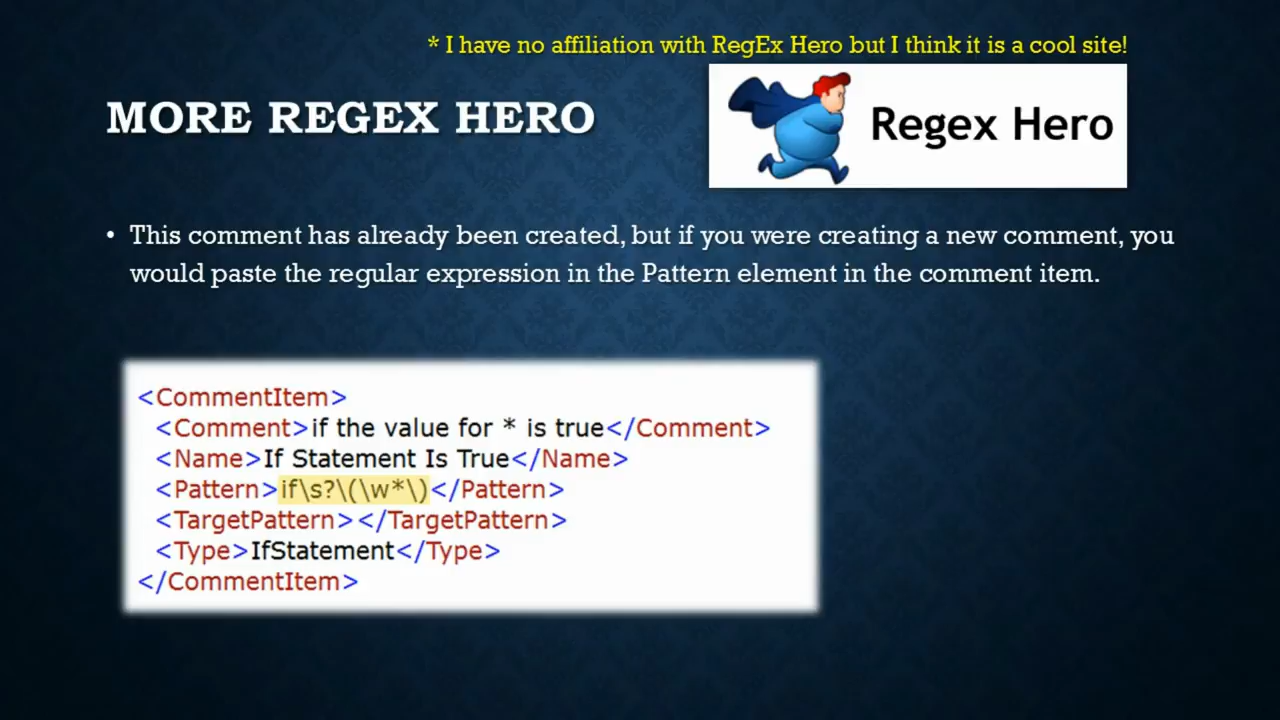 * I have no affiliation with RegEx Hero but I think it is a cool site!
MORE REGEX HERO
Regex Hero
• This comment has already been created, but if you were creating a new comment, you
would paste the regular expression in the Pattern element in the comment item.
<CommentItem>
<Comment>if the value for * is true</Comment>
<Name>If Statement Is True</Name>
<Pattern>if\s?\(\w*\)</Pattern>
<TargetPattern></TargetPattern>
<Type>IfStatement</Type>
</CommentItem>